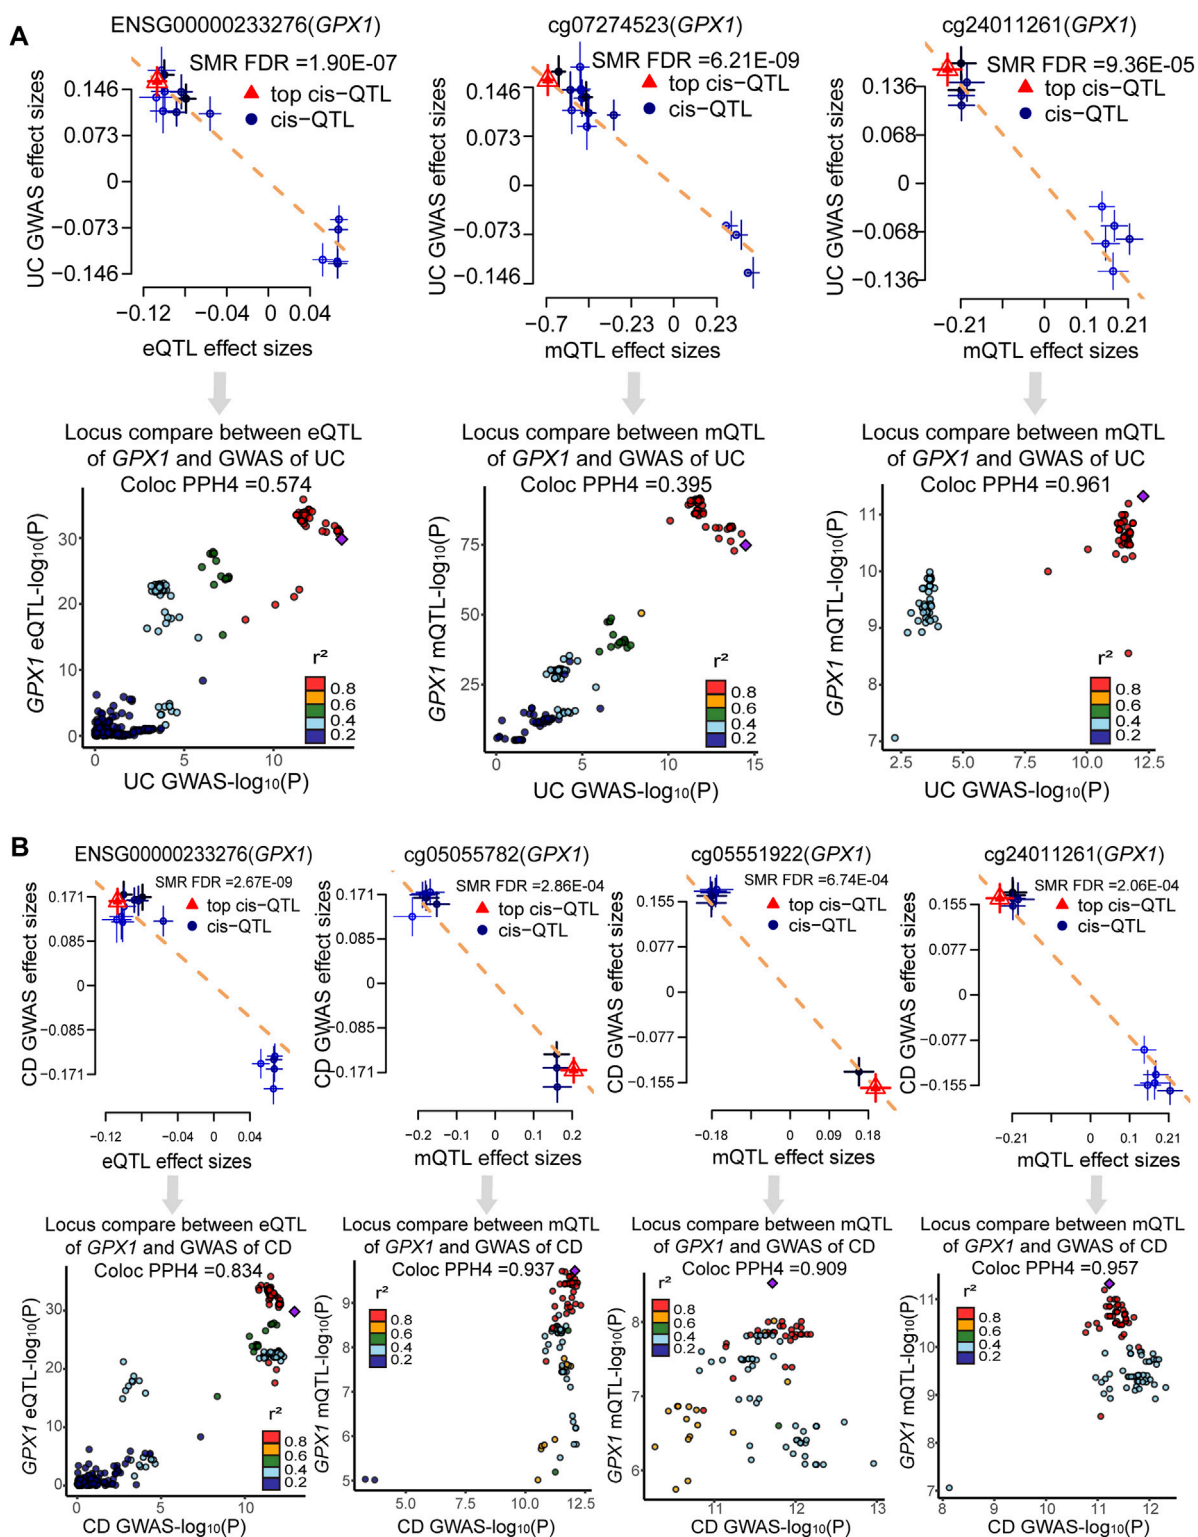 A
ENSG00000233276(GPX1)
SMR FDR =1.90E-07
top cis-QTL
cis-QTL
UC GWAS effect sizes
0.146
0.073
0
−0.073
−0.146
−0.12 −0.04 0 0.04
eQTL effect sizes
cg07274523(GPX1)
SMR FDR =6.21E-09
top cis-QTL
cis-QTL
UC GWAS effect sizes
0.146
0.073
0
−0.073
−0.146
−0.7 −0.23 0 0.23
mQTL effect sizes
cg24011261(GPX1)
SMR FDR =9.36E-05
top cis-QTL
cis-QTL
UC GWAS effect sizes
0.136
0.068
0
−0.068
−0.136
−0.21 0 0.1 0.21
mQTL effect sizes
Locus compare between eQTL
of GPX1 and GWAS of UC
Coloc PPH4 =0.574
GPX1 eQTL-log₁₀(P)
30
20
10
0
r²
0.8
0.6
0.4
0.2
0 5 10
UC GWAS-log₁₀(P)
Locus compare between mQTL
of GPX1 and GWAS of UC
Coloc PPH4 =0.395
GPX1 mQTL-log₁₀(P)
75
50
25
r²
0.8
0.6
0.4
0.2
0 5 10 15
UC GWAS-log₁₀(P)
Locus compare between mQTL
of GPX1 and GWAS of UC
Coloc PPH4 =0.961
GPX1 mQTL-log₁₀(P)
11
10
9
8
7
r²
0.8
0.6
0.4
0.2
2.5 5.0 7.5 10.0 12.5
UC GWAS-log₁₀(P)
B
ENSG00000233276(GPX1)
SMR FDR =2.67E-09
top cis-QTL
cis-QTL
CD GWAS effect sizes
0.171
0.085
0
−0.085
−0.171
−0.12 −0.04 0 0.04
eQTL effect sizes
cg05055782(GPX1)
SMR FDR =2.86E-04
top cis-QTL
cis-QTL
CD GWAS effect sizes
0.171
0.085
0
−0.085
−0.171
−0.2 −0.1 0 0.1 0.2
mQTL effect sizes
cg05551922(GPX1)
SMR FDR =6.74E-04
top cis-QTL
cis-QTL
CD GWAS effect sizes
0.155
0.077
0
−0.077
−0.155
−0.18 0 0.09 0.18
mQTL effect sizes
cg24011261(GPX1)
SMR FDR =2.06E-04
top cis-QTL
cis-QTL
CD GWAS effect sizes
0.155
0.077
0
−0.077
−0.155
−0.21 0 0.1 0.21
mQTL effect sizes
Locus compare between eQTL
of GPX1 and GWAS of CD
Coloc PPH4 =0.834
GPX1 eQTL-log₁₀(P)
30
20
10
0
r²
0.8
0.6
0.4
0.2
0 5 10
CD GWAS-log₁₀(P)
Locus compare between mQTL
of GPX1 and GWAS of CD
Coloc PPH4 =0.937
GPX1 mQTL-log₁₀(P)
9
8
7
6
5
r²
0.8
0.6
0.4
0.2
5.0 7.5 10.0 12.5
CD GWAS-log₁₀(P)
Locus compare between mQTL
of GPX1 and GWAS of CD
Coloc PPH4 =0.909
GPX1 mQTL-log₁₀(P)
8
7
6
r²
0.8
0.6
0.4
0.2
11 12 13
CD GWAS-log₁₀(P)
Locus compare between mQTL
of GPX1 and GWAS of CD
Coloc PPH4 =0.957
GPX1 mQTL-log₁₀(P)
11
10
9
8
7
r²
0.8
0.6
0.4
0.2
8 9 10 11 12
CD GWAS-log₁₀(P)